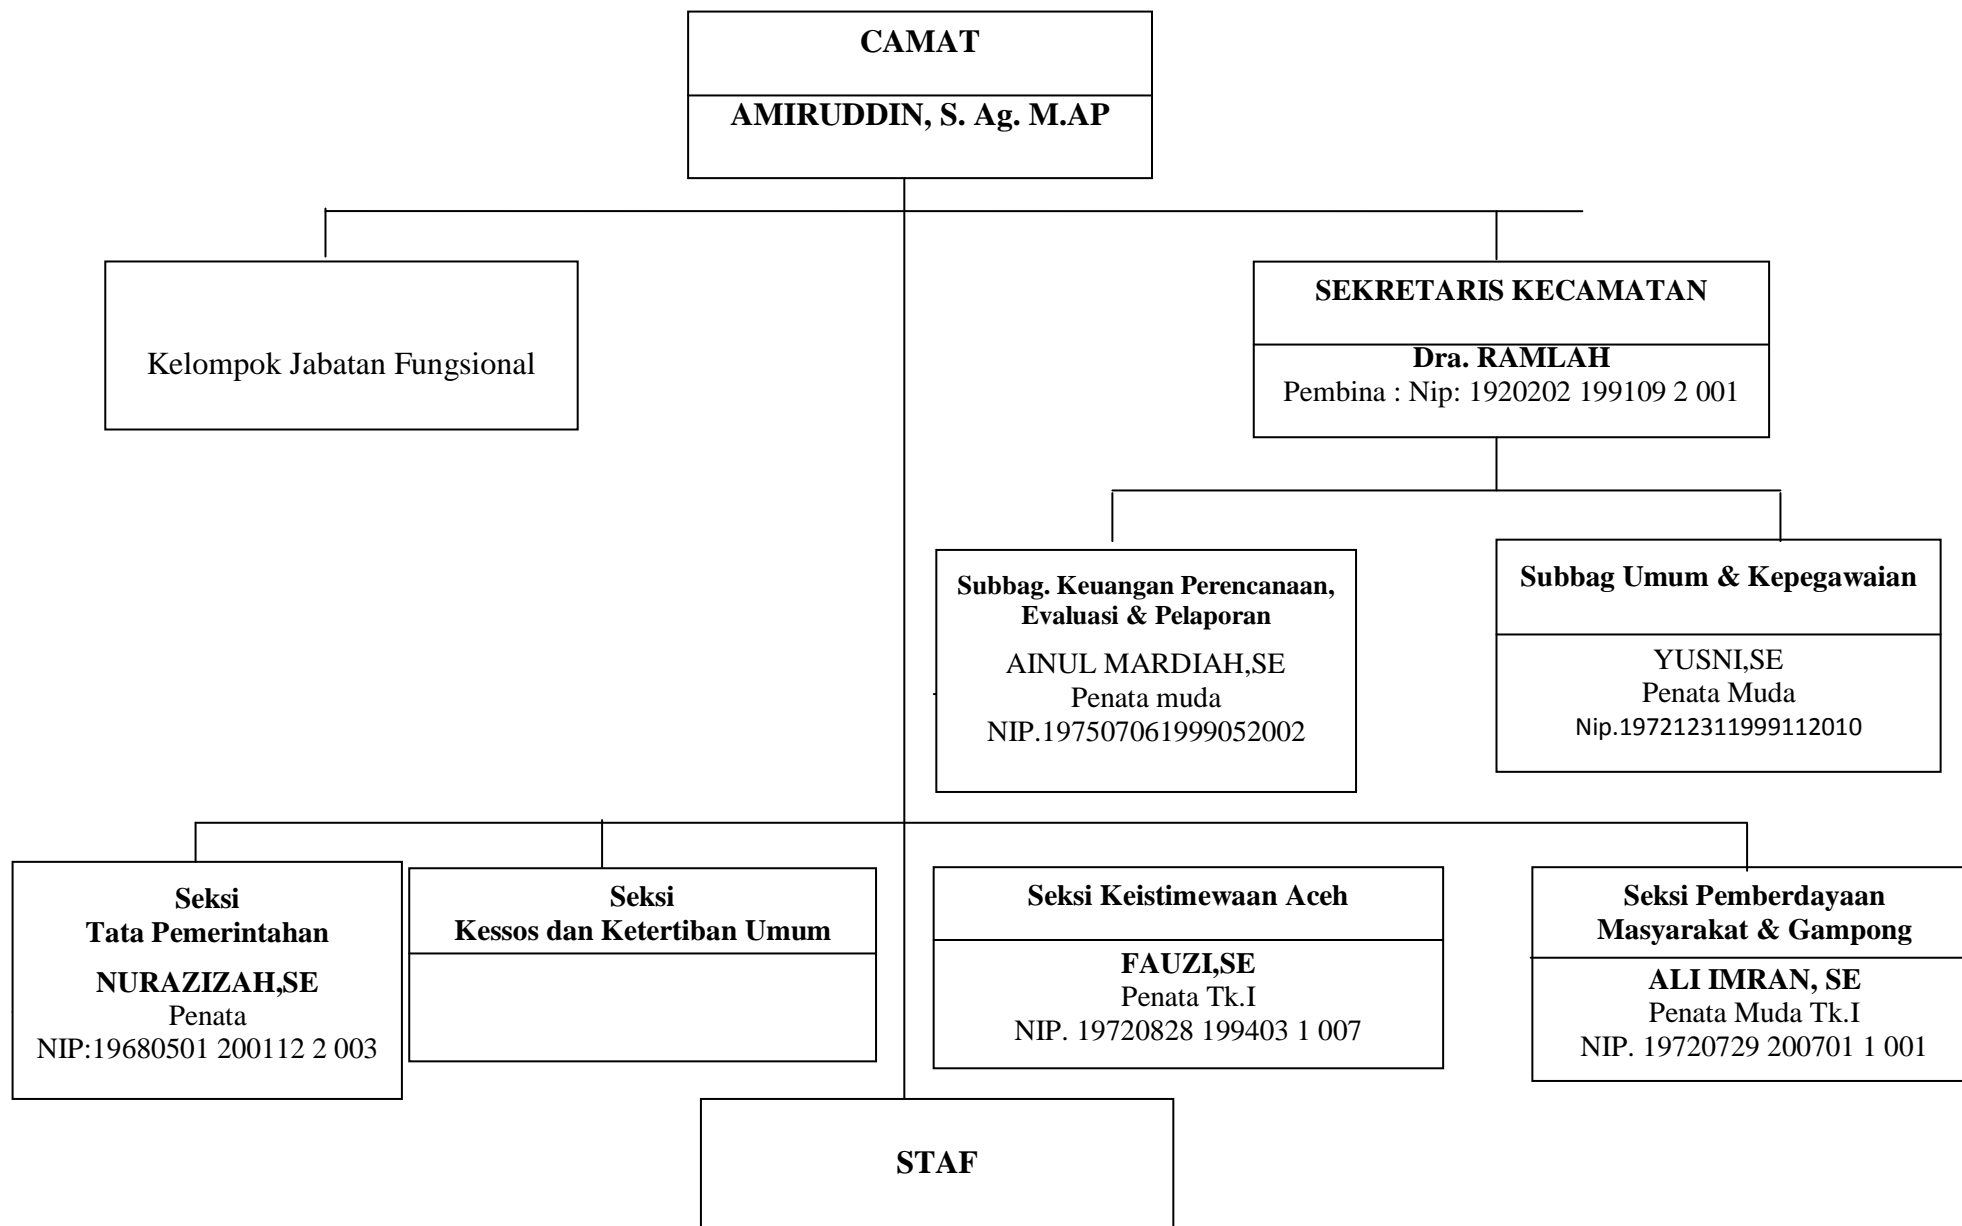 CAMAT
AMIRUDDIN, S. Ag. M.AP
Kelompok Jabatan Fungsional
SEKRETARIS KECAMATAN
Dra. RAMLAH
Pembina : Nip: 1920202 199109 2 001
Subbag. Keuangan Perencanaan,
Evaluasi & Pelaporan
AINUL MARDIAH,SE
Penata muda
NIP.197507061999052002
Subbag Umum & Kepegawaian
YUSNI,SE
Penata Muda
Nip.197212311999112010
Seksi
Tata Pemerintahan
NURAZIZAH,SE
Penata
NIP:19680501 200112 2 003
Seksi
Kessos dan Ketertiban Umum
Seksi Keistimewaan Aceh
FAUZI,SE
Penata Tk.I
NIP. 19720828 199403 1 007
Seksi Pemberdayaan
Masyarakat & Gampong
ALI IMRAN, SE
Penata Muda Tk.I
NIP. 19720729 200701 1 001
STAF